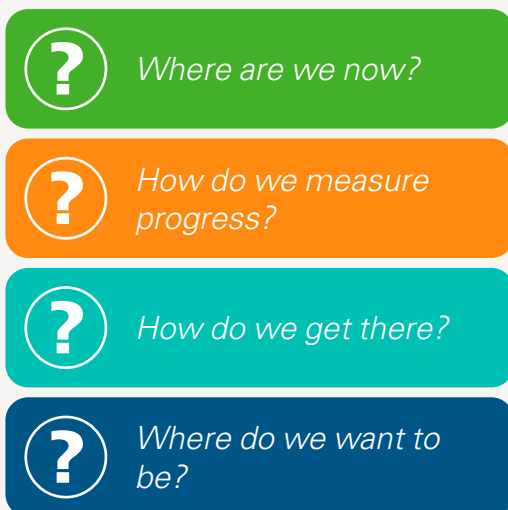 ?
Where are we now?
?
How do we measure
progress?
?
How do we get there?
?
Where do we want to
be?